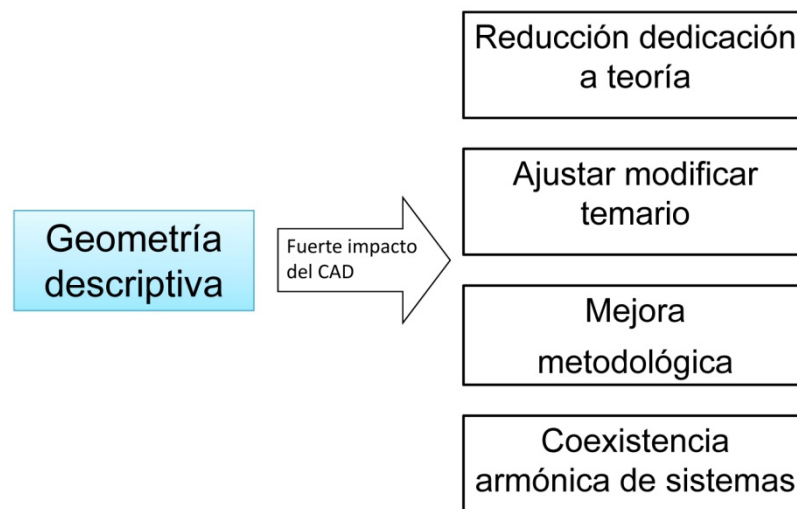 Geometría
descriptiva
Fuerte impacto
del CAD
Reducción dedicación
a teoría
Ajustar modificar
temario
Mejora
metodológica
Coexistencia
armónica de sistemas